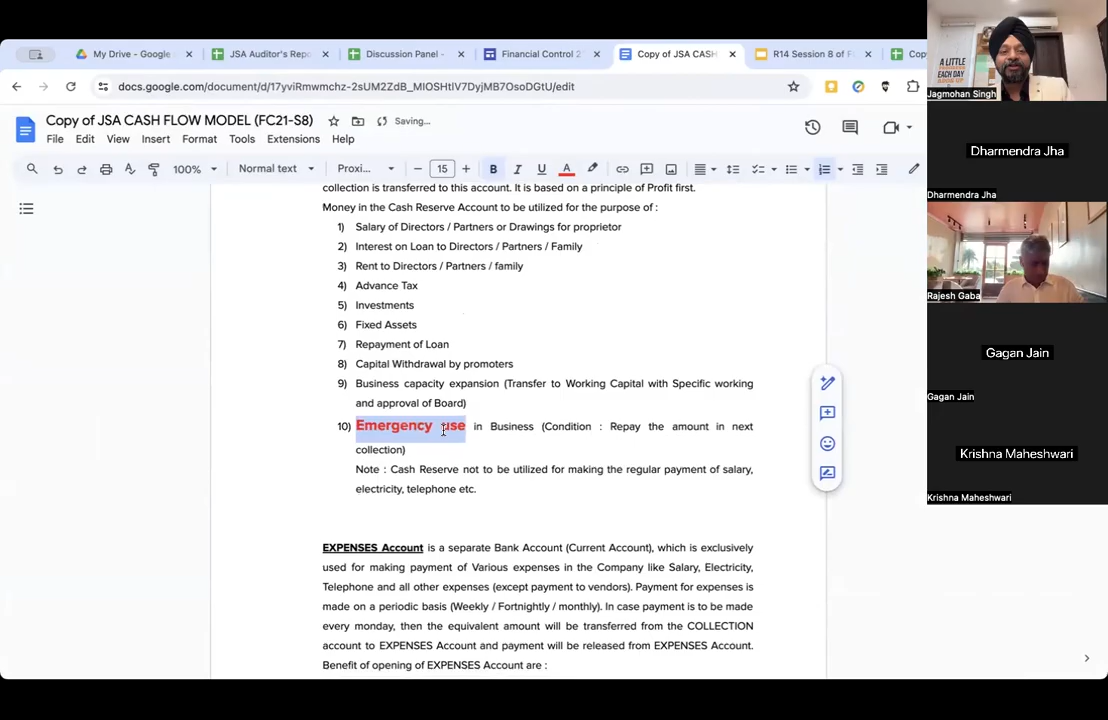 My Drive - Google
JSA Auditor's Repo
Discussion Panel -
Financial Control 2
Copy of JSA CASH
R14 Session 8 of F
Cop
docs.google.com/document/d/17yviRmwmchz-2sUM2ZdB_MIOSHtIV7DyjMB7OsoDGtU/edit
Copy of JSA CASH FLOW MODEL (FC21-S8)
Saving...
File Edit View Insert Format Tools Extensions Help
100% Normal text Proxi... 15
collection is transferred to this account. It is based on a principle of Profit first.
Money in the Cash Reserve Account to be utilized for the purpose of :
1) Salary of Directors / Partners or Drawings for proprietor
2) Interest on Loan to Directors / Partners / Family
3) Rent to Directors / Partners / family
4) Advance Tax
5) Investments
6) Fixed Assets
7) Repayment of Loan
8) Capital Withdrawal by promoters
9) Business capacity expansion (Transfer to Working Capital with Specific working
and approval of Board)
10) Emergency use in Business (Condition : Repay the amount in next
collection)
Note : Cash Reserve not to be utilized for making the regular payment of salary,
electricity, telephone etc.
EXPENSES Account is a separate Bank Account (Current Account), which is exclusively
used for making payment of Various expenses in the Company like Salary, Electricity,
Telephone and all other expenses (except payment to vendors). Payment for expenses is
made on a periodic basis (Weekly / Fortnightly / monthly). In case payment is to be made
every monday, then the equivalent amount will be transferred from the COLLECTION
account to EXPENSES Account and payment will be released from EXPENSES Account.
Benefit of opening of EXPENSES Account are :
A LITTLE
EACH DAY
Jagmohan Singh
Dharmendra Jha
Dharmendra Jha
Rajesh Gaba
Gagan Jain
Gagan Jain
Krishna Maheshwari
Krishna Maheshwari